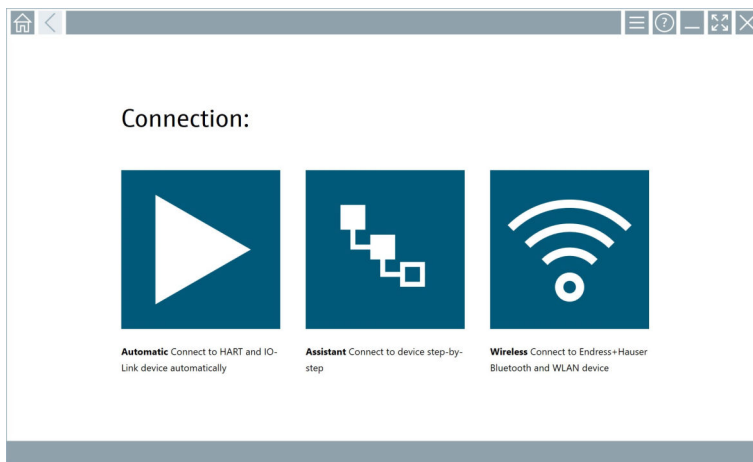 Connection:
Automatic Connect to HART and IO-
Link device automatically
Assistant Connect to device step-by-
step
Wireless Connect to Endress+Hauser
Bluetooth and WLAN device